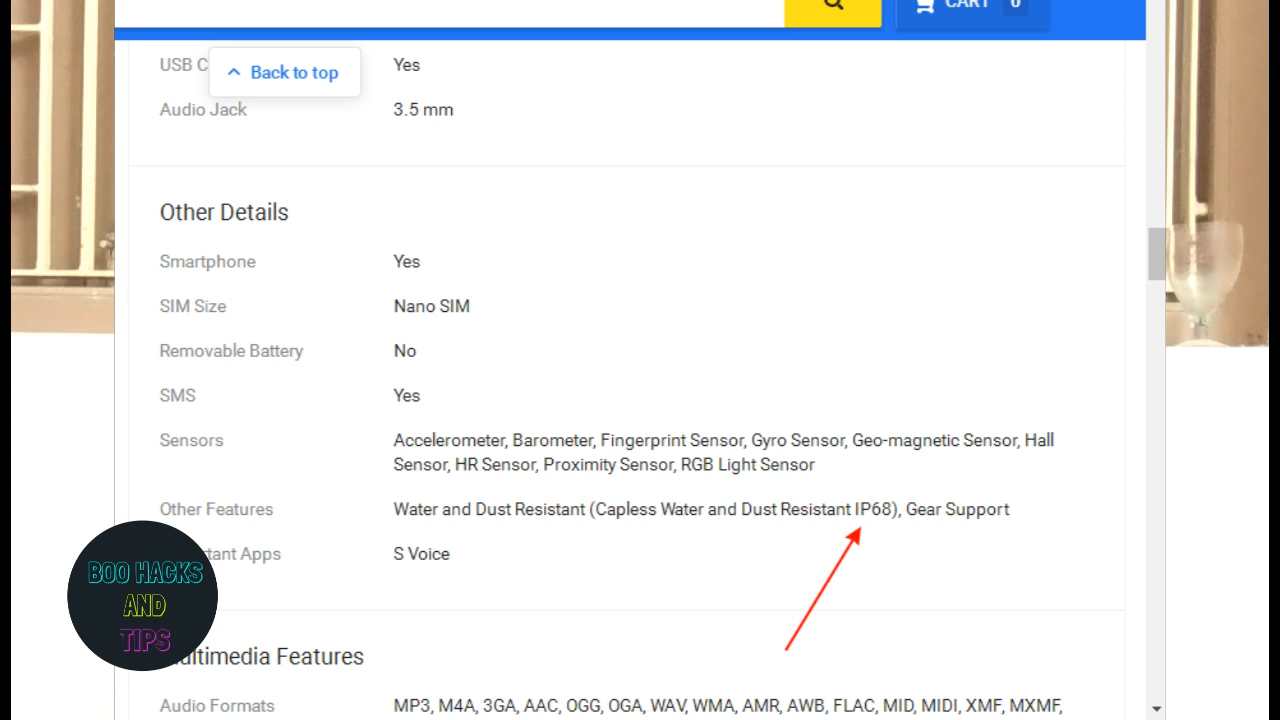 CART 0
USB C
Back to top
Yes
Audio Jack
3.5 mm
Other Details
Smartphone
Yes
SIM Size
Nano SIM
Removable Battery
No
SMS
Yes
Sensors
Accelerometer, Barometer, Fingerprint Sensor, Gyro Sensor, Geo-magnetic Sensor, Hall
Sensor, HR Sensor, Proximity Sensor, RGB Light Sensor
Other Features
Water and Dust Resistant (Capless Water and Dust Resistant IP68), Gear Support
tant Apps
S Voice
BOO HACKS
AND
TIPS
ultimedia Features
Audio Formats
MP3, M4A, 3GA, AAC, OGG, OGA, WAV, WMA, AMR, AWB, FLAC, MID, MIDI, XMF, MXMF,